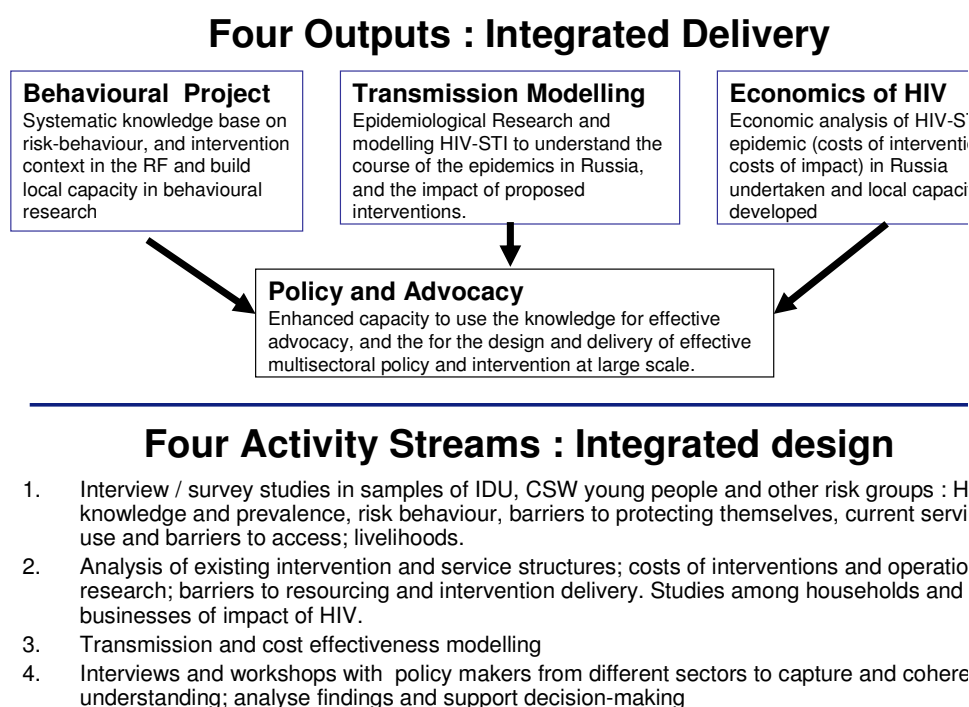 Four Outputs : Integrated Delivery
Behavioural Project
Systematic knowledge base on
risk-behaviour, and intervention
context in the RF and build
local capacity in behavioural
research
Transmission Modelling
Epidemiological Research and
modelling HIV-STI to understand the
course of the epidemics in Russia,
and the impact of proposed
interventions.
Economics of HIV
Economic analysis of
epidemic (costs of
costs of impact) in Russia
undertaken and local
developed
Policy and Advocacy
Enhanced capacity to use the knowledge for effective
advocacy, and the for the design and delivery of effective
multisectoral policy and intervention at large scale.
Four Activity Streams : Integrated design
1. Interview / survey studies in samples of IDU, CSW young people and other risk groups :
knowledge and prevalence, risk behaviour, barriers to protecting themselves, current
use and barriers to access; livelihoods.
2. Analysis of existing intervention and service structures; costs of interventions and
research; barriers to resourcing and intervention delivery. Studies among households and
businesses of impact of HIV.
3. Transmission and cost effectiveness modelling
4. Interviews and workshops with policy makers from different sectors to capture and
understanding; analyse findings and support decision-making